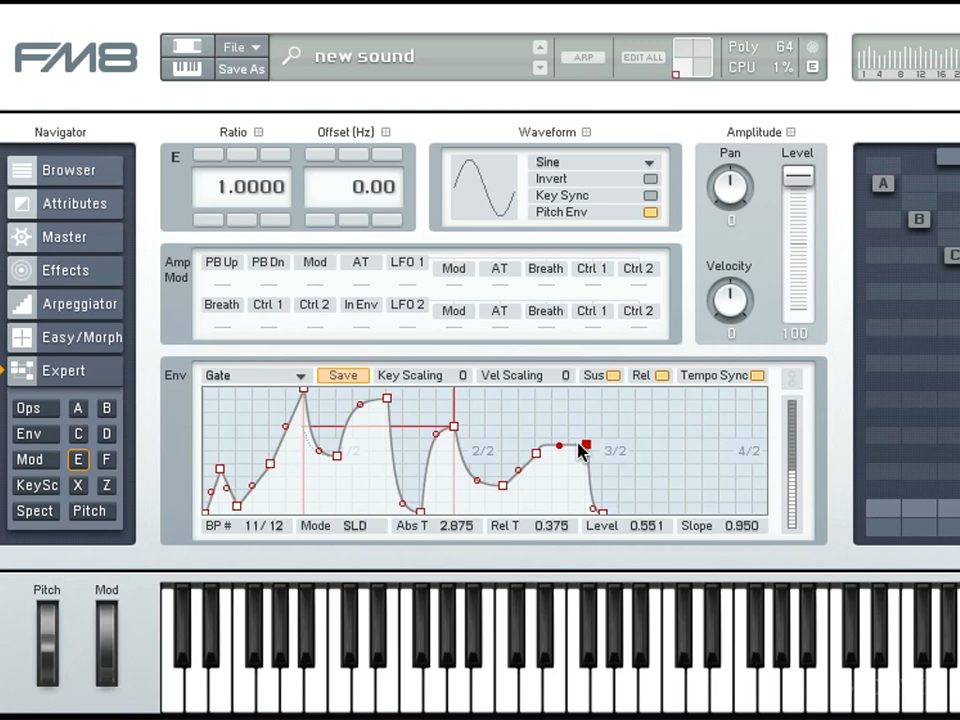 FM8
File
Save As
new sound
ARP
EDIT ALL
Poly 64
CPU 1%
E
1 4 8 12 16
Navigator
Browser
Attributes
Master
Effects
Arpeggiator
Easy/Morph
Expert
Ops A B
Env C D
Mod E F
KeySc X Z
Spect Pitch
Ratio
Offset (Hz)
Waveform
Amplitude
E
1.0000
0.00
Sine
Invert
Key Sync
Pitch Env
Pan
Level
0
Velocity
0
100
Amp Mod
PB Up PB Dn Mod AT LFO 1 Mod AT Breath Ctrl 1 Ctrl 2
Breath Ctrl 1 Ctrl 2 In Env LFO 2 Mod AT Breath Ctrl 1 Ctrl 2
A
B
C
Env
Gate Save Key Scaling 0 Vel Scaling 0 Sus Rel Tempo Sync
/2 2/2 3/2 4/2
BP # 11/12 Mode SLD Abs T 2.875 Rel T 0.375 Level 0.551 Slope 0.950
Pitch Mod